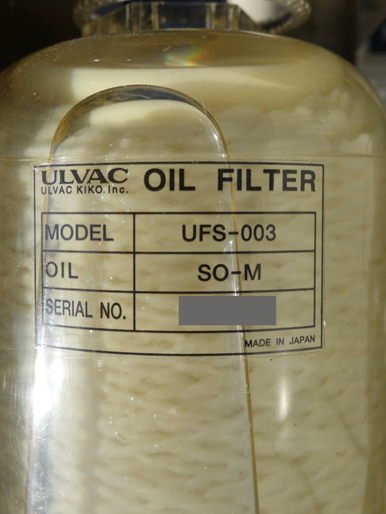 ULVAC OIL FILTER
ULVAC KIKO. Inc.
MODEL UFS-003
OIL SO-M
SERIAL NO.
MADE IN JAPAN